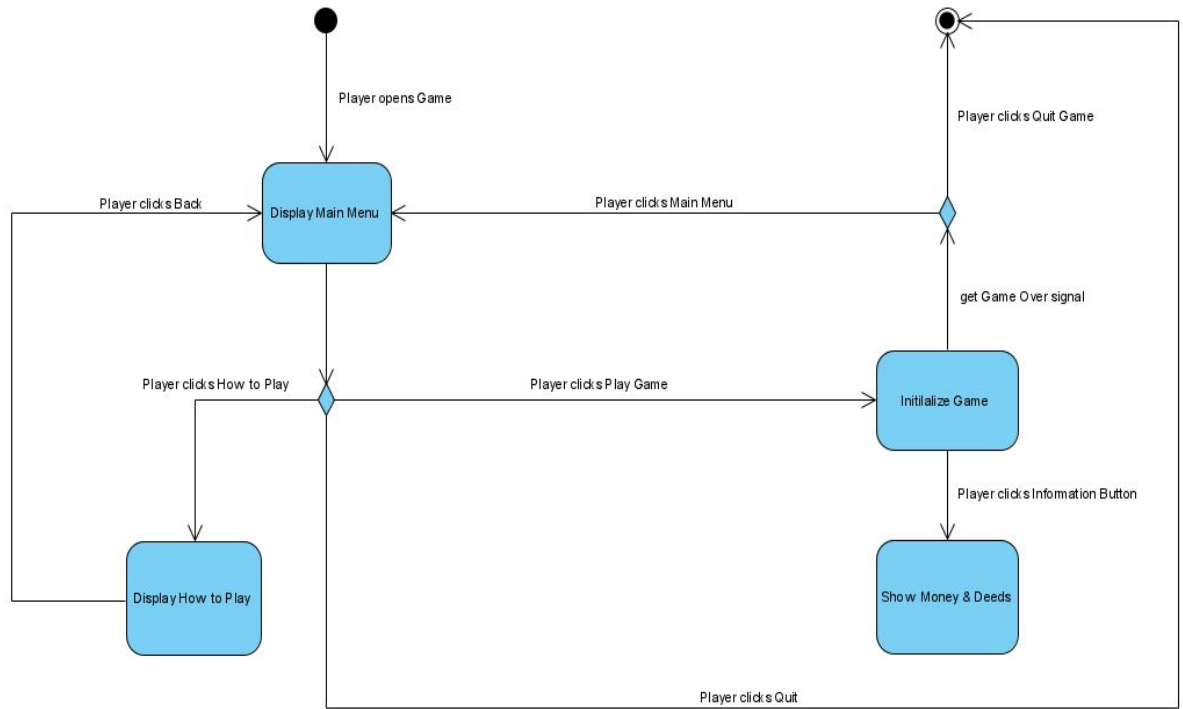 Player opens Game
Player clicks Quit Game
Player clicks Back
Display Main Menu
Player clicks Main Menu
get Game Over signal
Player clicks How to Play
Player clicks Play Game
Initilalize Game
Player clicks Information Button
Display How to Play
Show Money & Deeds
Player clicks Quit